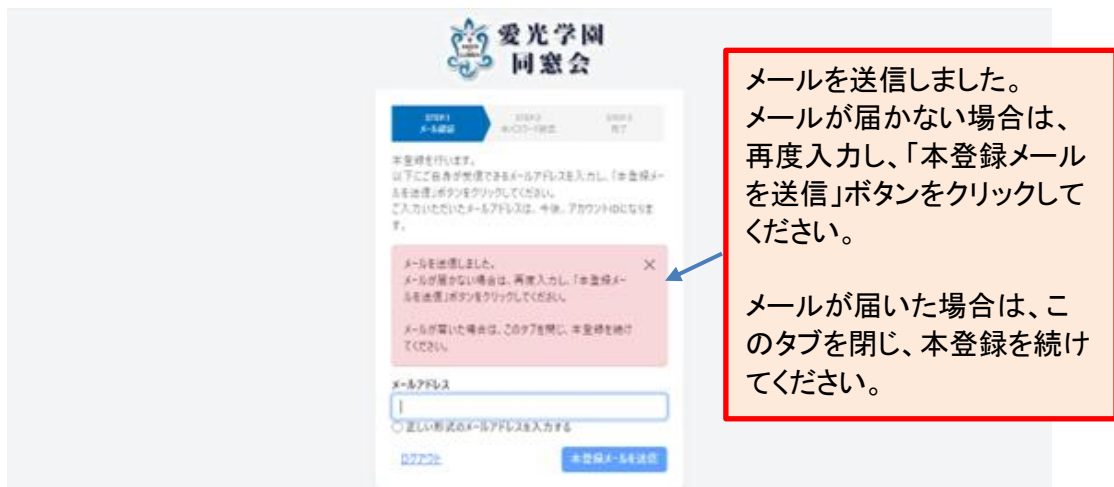 愛光学園
同窓会
STEP.1
メール確認
STEP.2
STEP.3
完了
本登録を行います。
以下にご自身が受信できるメールアドレスを入力し、「本登録メー
ルを送信」ボタンをクリックしてください。
ご入力いただいたメールアドレスは、今後、アカウントIDになりま
す。
メールを送信しました。
メールが届かない場合は、再度入力し、「本登録メー
ルを送信」ボタンをクリックしてください。
メールが届いた場合は、このタブを閉じ、本登録を続け
てください。
メールアドレス
正しい形式のメールアドレスを入力する
ログアウト
本登録メールを送信
メールを送信しました。
メールが届かない場合は、
再度入力し、「本登録メール
を送信」ボタンをクリックして
ください。
メールが届いた場合は、こ
のタブを閉じ、本登録を続け
てください。